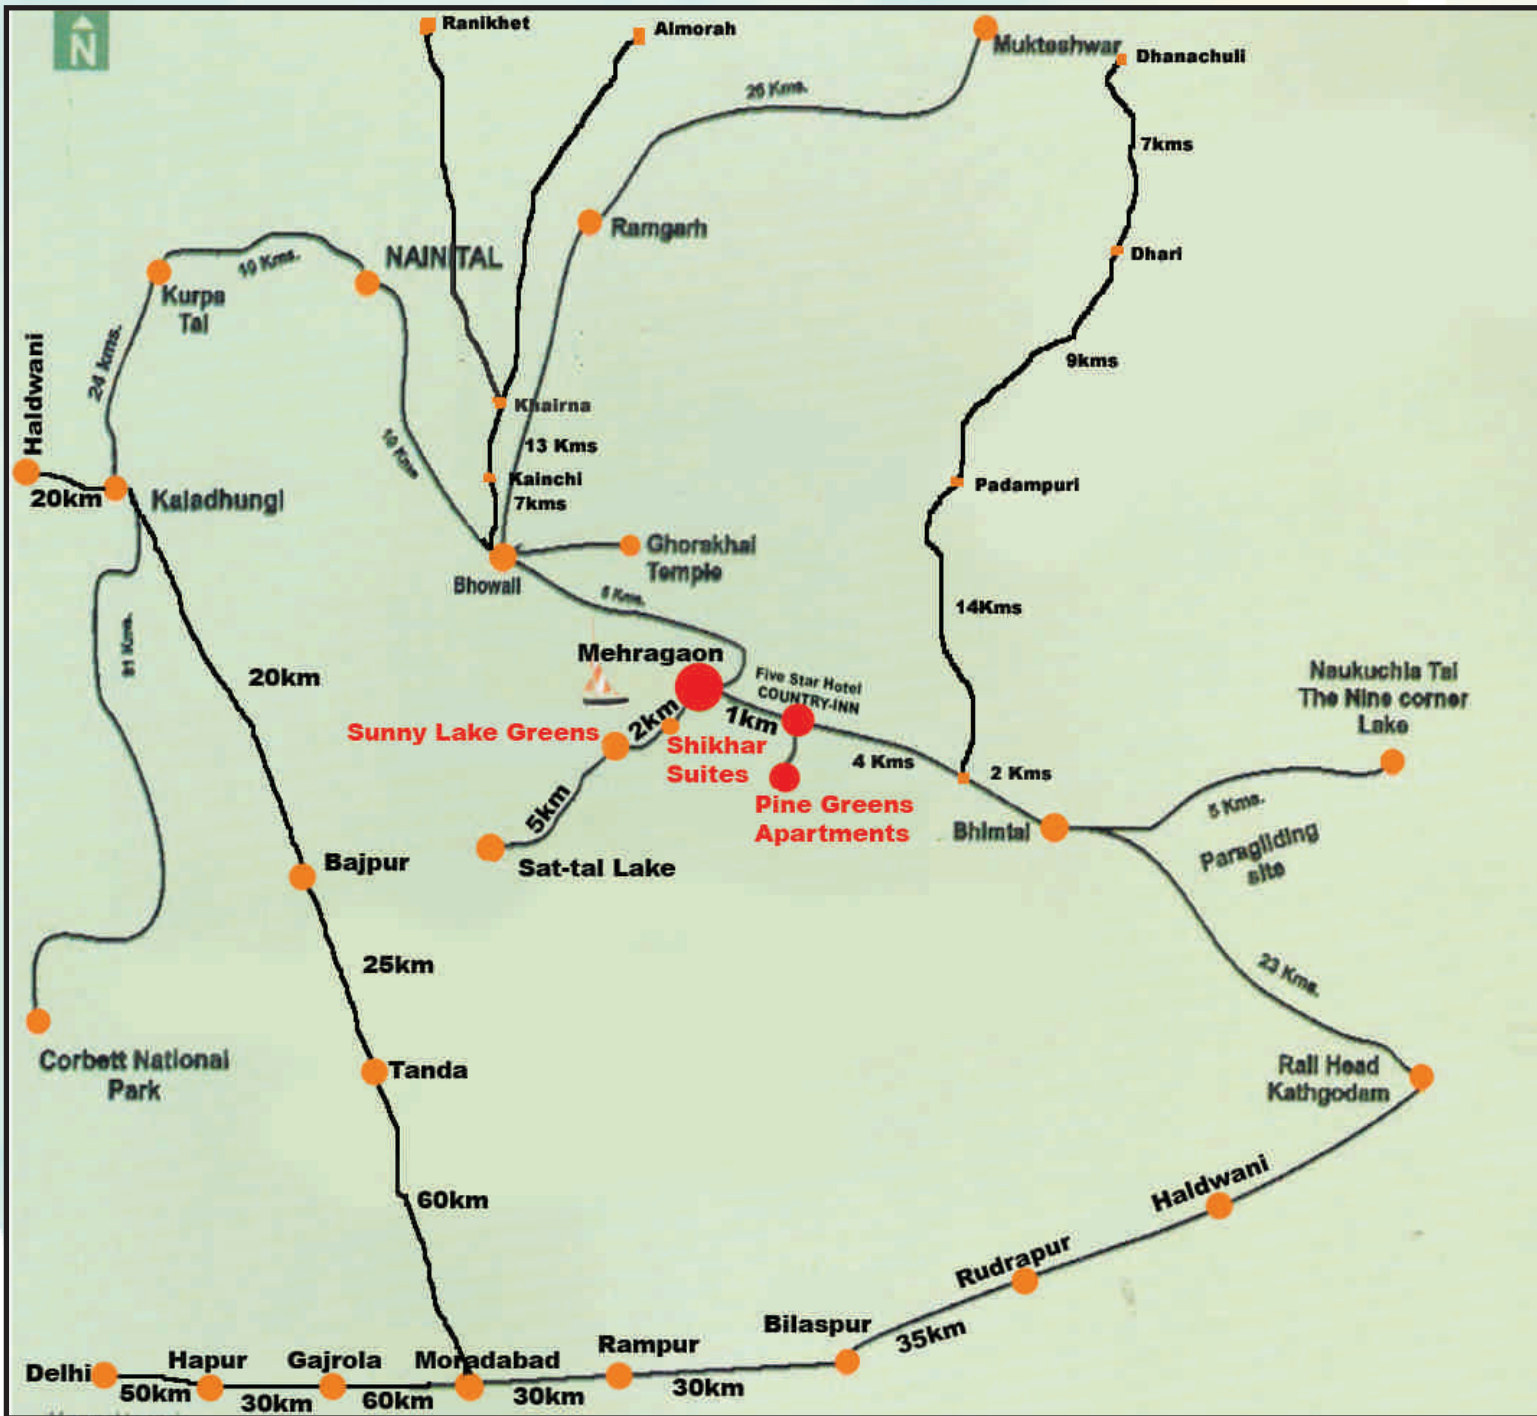 N
Ranikhet
Almorah
Mukteshwar
Dhanachuli
26 Kms.
7kms
Ramgarh
NAINITAL
Dhari
10 Kms.
Kurpa
Tal
24 kms.
Haldwani
9kms
Khairna
13 Kms
10 Kms
Kainchi
7kms
Padampuri
20km
Kaladhungi
Ghorakhal
Temple
Bhowali
14Kms
Mehragaon
Five Star Hotel
COUNTRY-INN
20km
Naukuchia Tal
The Nine corner
Lake
2km
1km
Sunny Lake Greens
Shikhar
Suites
4 Kms
2 Kms
Pine Greens
Apartments
5km
Bhimtal
5 Kms.
Paragliding
site
Bajpur
Sat-tal Lake
25km
23 Kms.
Corbett National
Park
Tanda
Rail Head
Kathgodam
60km
Haldwani
Rudrapur
Bilaspur
35km
Rampur
Delhi
Hapur
Gajrola
Moradabad
50km
30km
60km
30km
30km